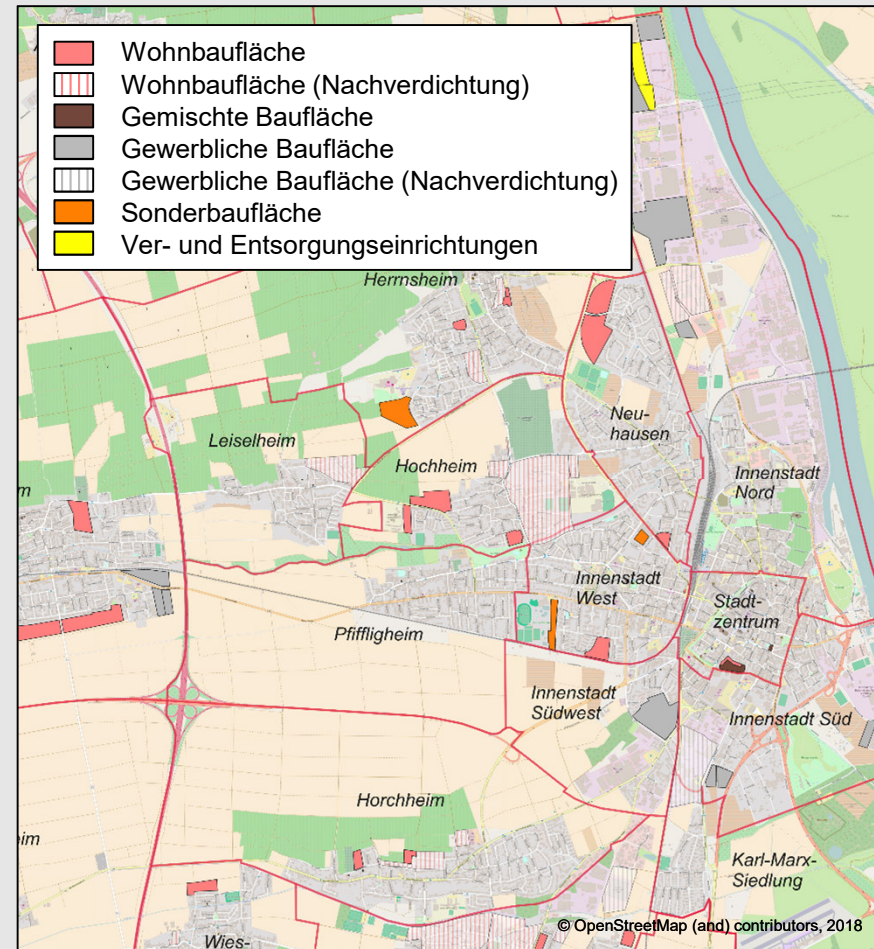 Wohnbaufläche
Wohnbaufläche (Nachverdichtung)
Gemischte Baufläche
Gewerbliche Baufläche
Gewerbliche Baufläche (Nachverdichtung)
Sonderbaufläche
Ver- und Entsorgungseinrichtungen
Herrnsheim
Neu-
hausen
Leiselheim
Hochheim
Innenstadt
Nord
m
Innenstadt
West
Stadt-
zentrum
Pfiffligheim
Innenstadt
Südwest
Innenstadt Süd
Horchheim
eim
Karl-Marx-
Siedlung
Wies-
© OpenStreetMap (and) contributors, 2018